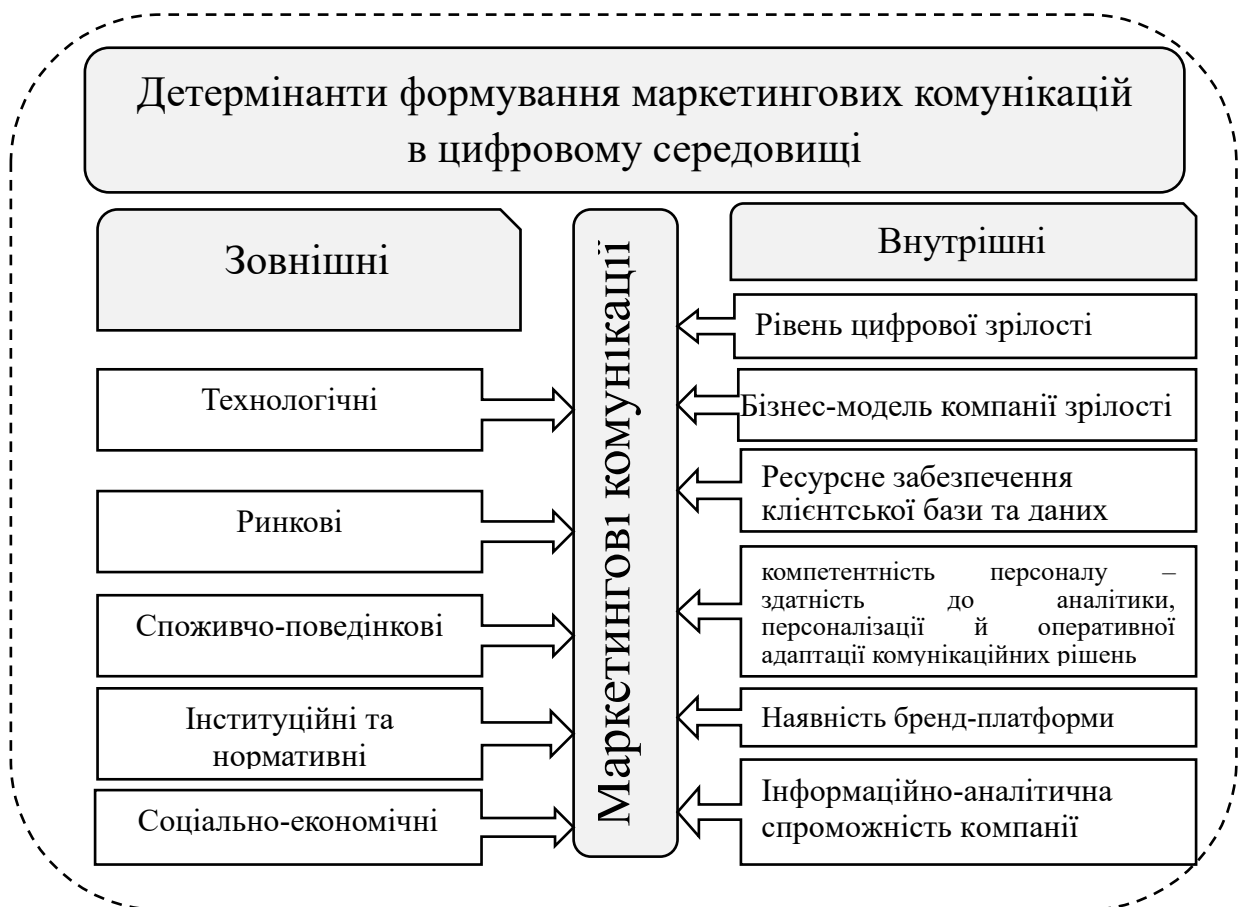 Детермінанти формування маркетингових комунікацій
в цифровому середовищі
Зовнішні
Технологічні
Ринкові
Споживчо-поведінкові
Інституційні та
нормативні
Соціально-економічні
Маркетингові комунікації
Внутрішні
Рівень цифрової зрілості
Бізнес-модель компанії зрілості
Ресурсне забезпечення
клієнтської бази та даних
компетентність персоналу –
здатність до аналітики,
персоналізації й оперативної
адаптації комунікаційних рішень
Наявність бренд-платформи
Інформаційно-аналітична
спроможність компанії